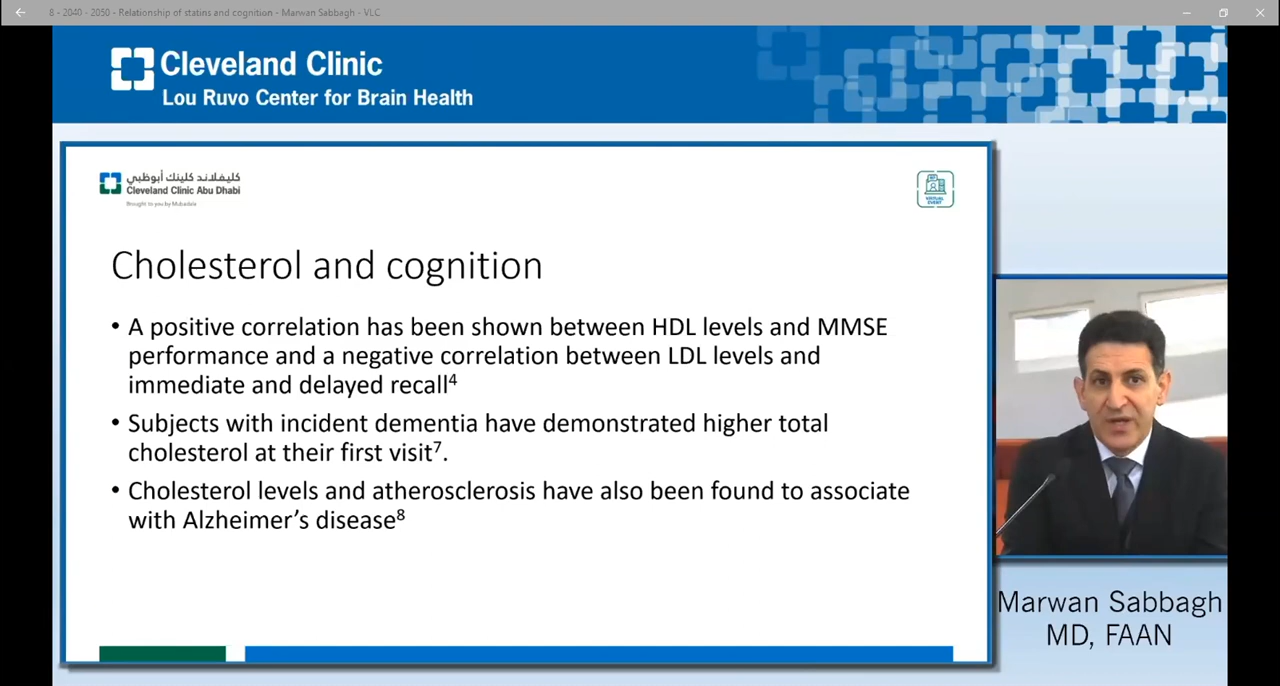 8 - 2040 - 2050 - Relationship of statins and cognition - Marwan Sabbagh - VLC
Cleveland Clinic
Lou Ruvo Center for Brain Health
كليفلاند كلينك أبوظبي
Cleveland Clinic Abu Dhabi
Brought to you by Mubadala
VIRTUAL
EVENT
Cholesterol and cognition
• A positive correlation has been shown between HDL levels and MMSE
performance and a negative correlation between LDL levels and
immediate and delayed recall⁴
• Subjects with incident dementia have demonstrated higher total
cholesterol at their first visit⁷.
• Cholesterol levels and atherosclerosis have also been found to associate
with Alzheimer’s disease⁸
Marwan Sabbagh
MD, FAAN